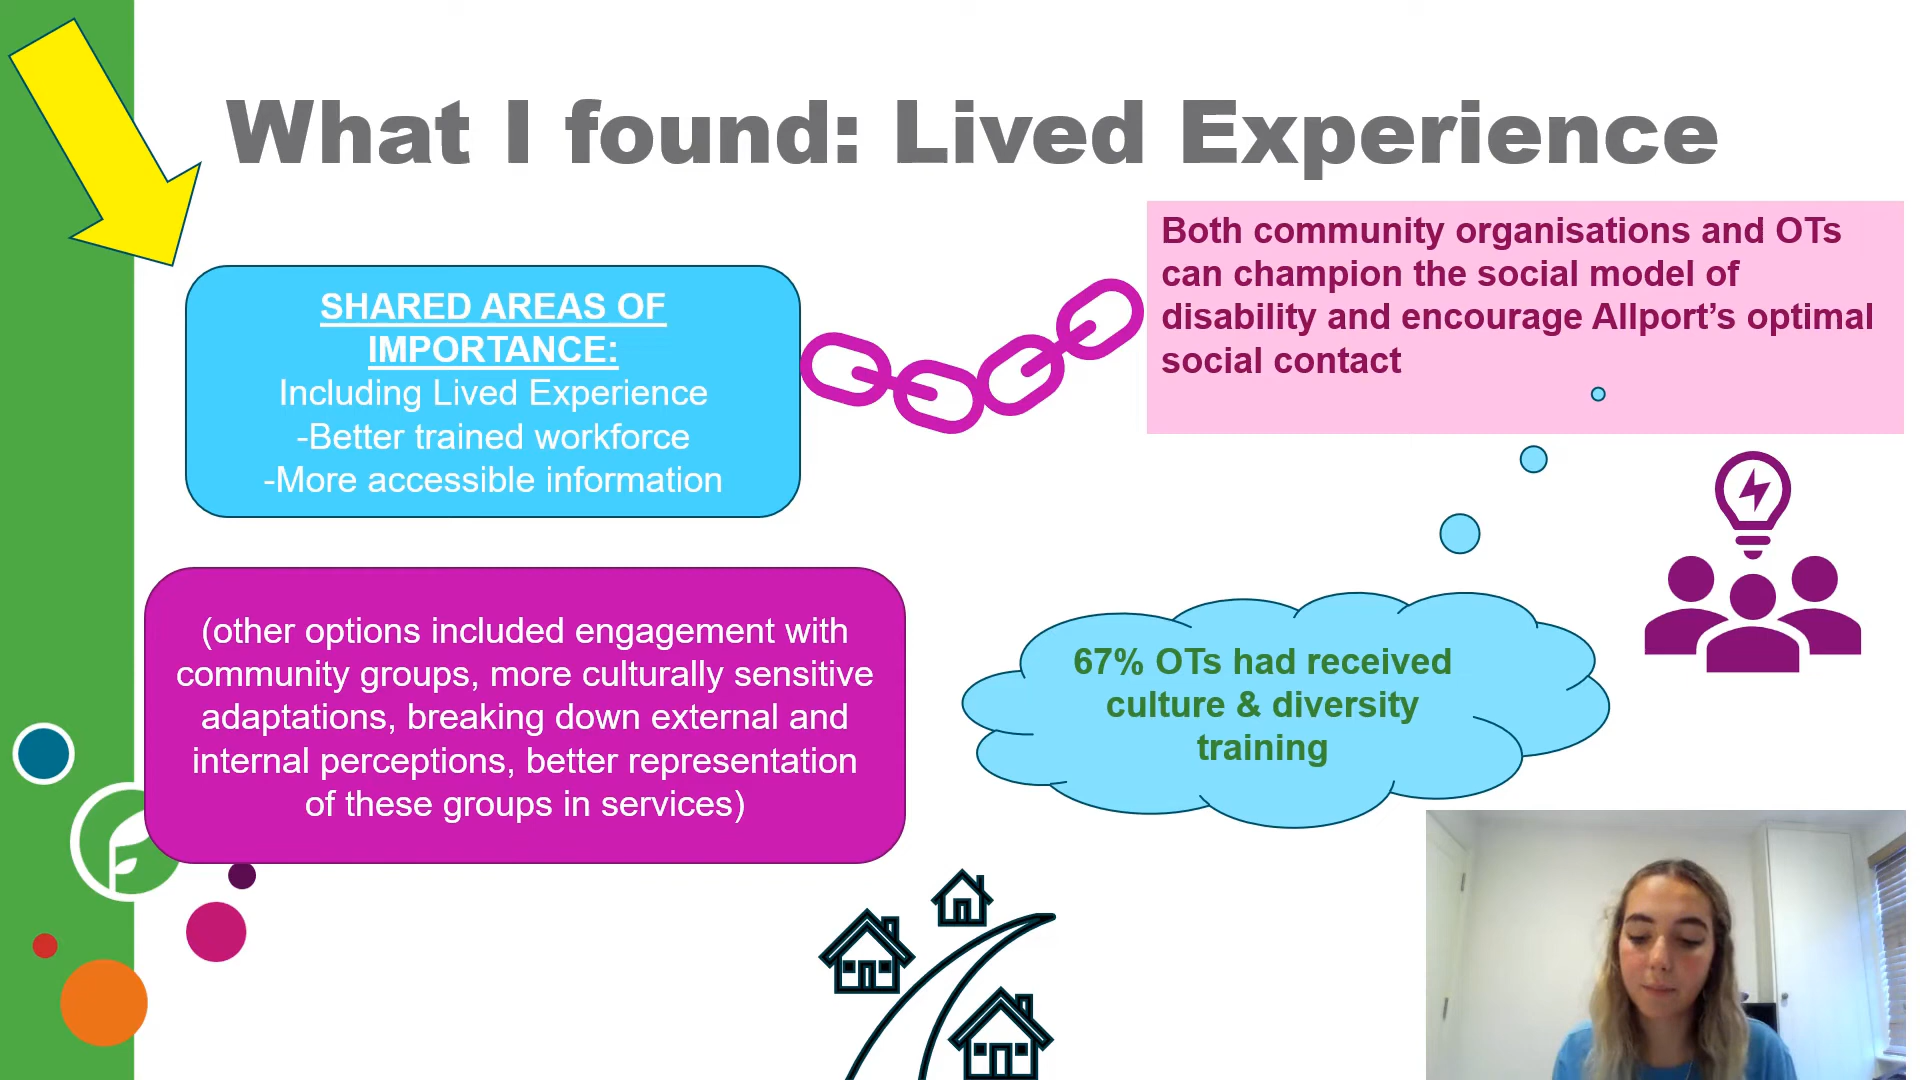 What I found: Lived Experience
SHARED AREAS OF
IMPORTANCE:
Including Lived Experience
-Better trained workforce
-More accessible information
Both community organisations and OTs
can champion the social model of
disability and encourage Allport’s optimal
social contact
(other options included engagement with
community groups, more culturally sensitive
adaptations, breaking down external and
internal perceptions, better representation
of these groups in services)
67% OTs had received
culture & diversity
training